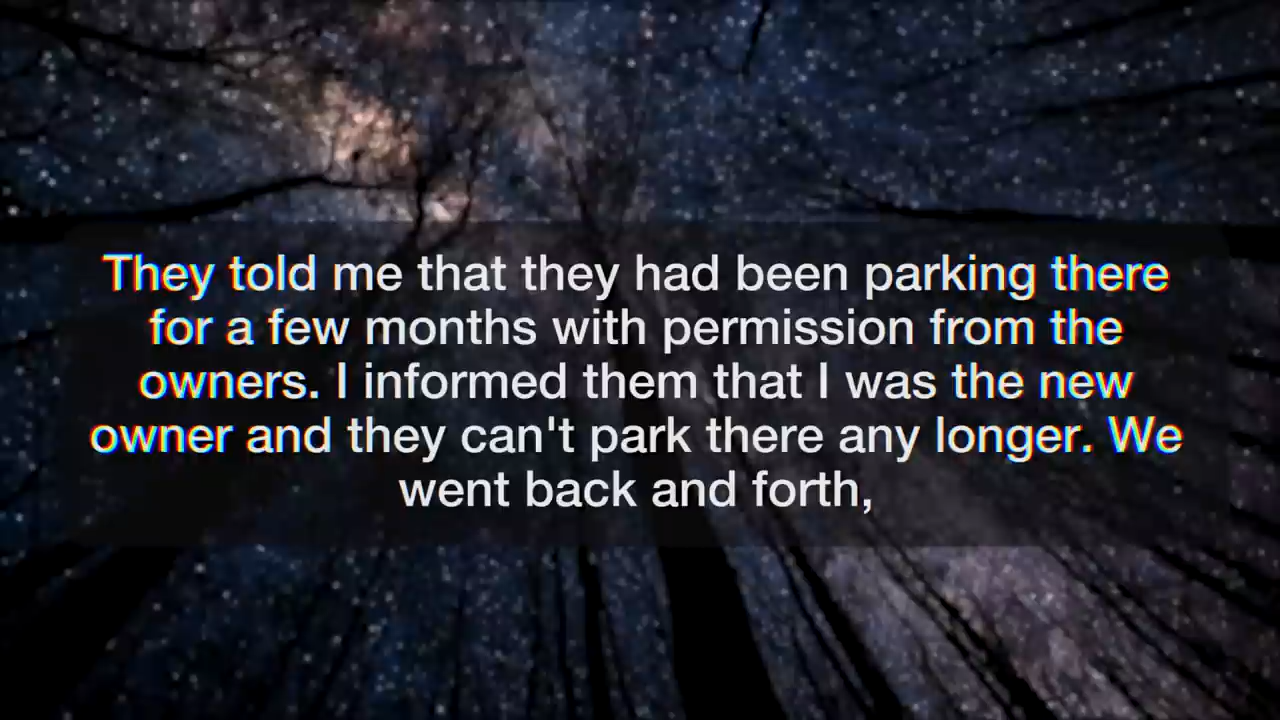 They told me that they had been parking there
for a few months with permission from the
owners. I informed them that I was the new
owner and they can't park there any longer. We
went back and forth,